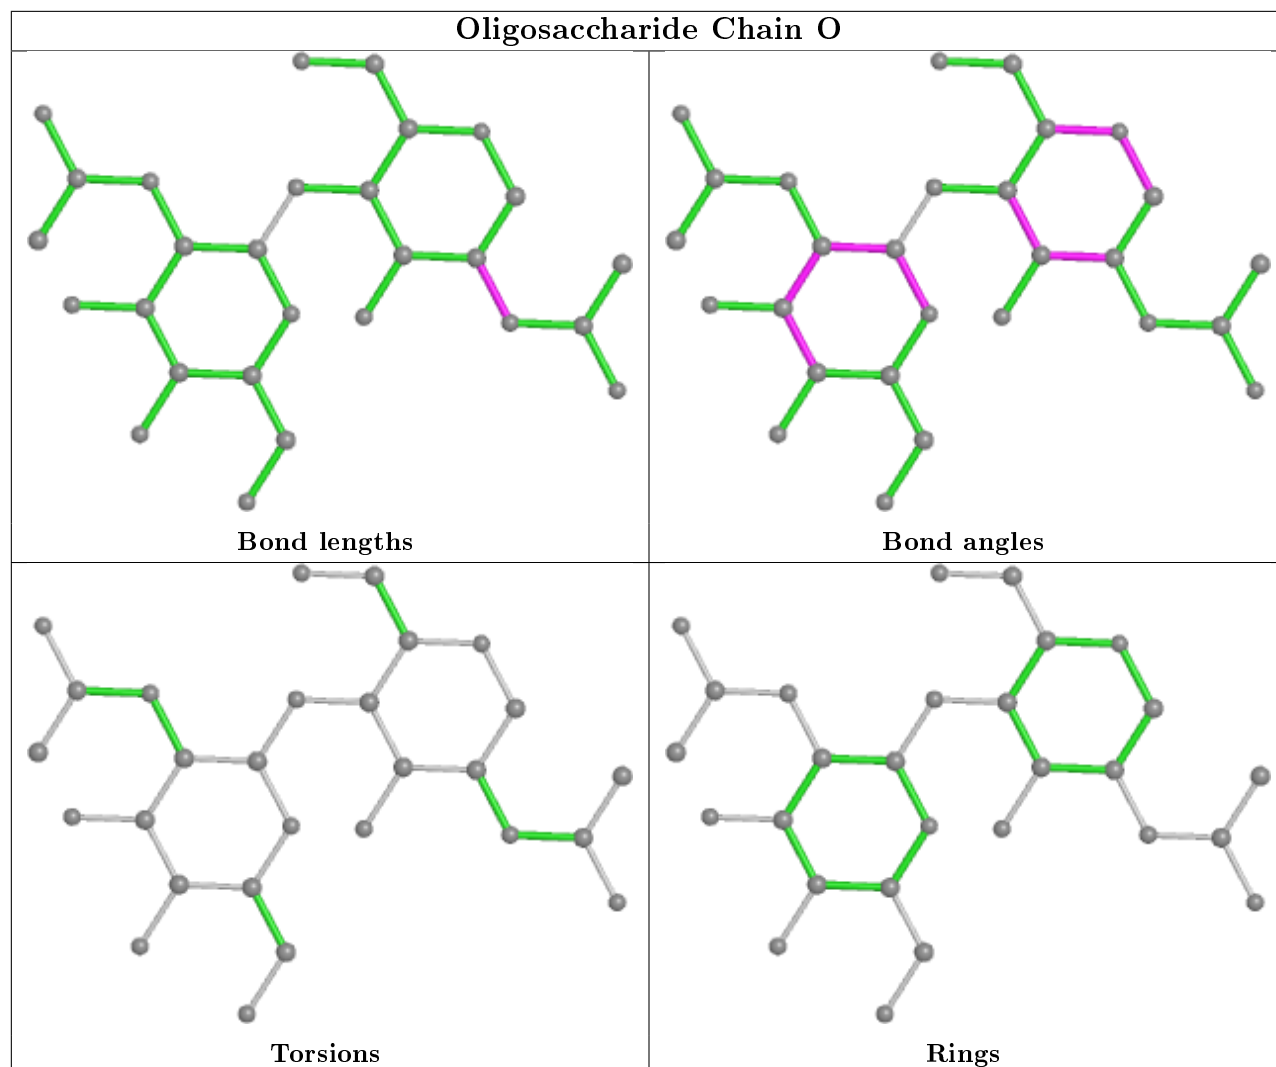 Oligosaccharide Chain O
Bond lengths
Bond angles
Torsions
Rings